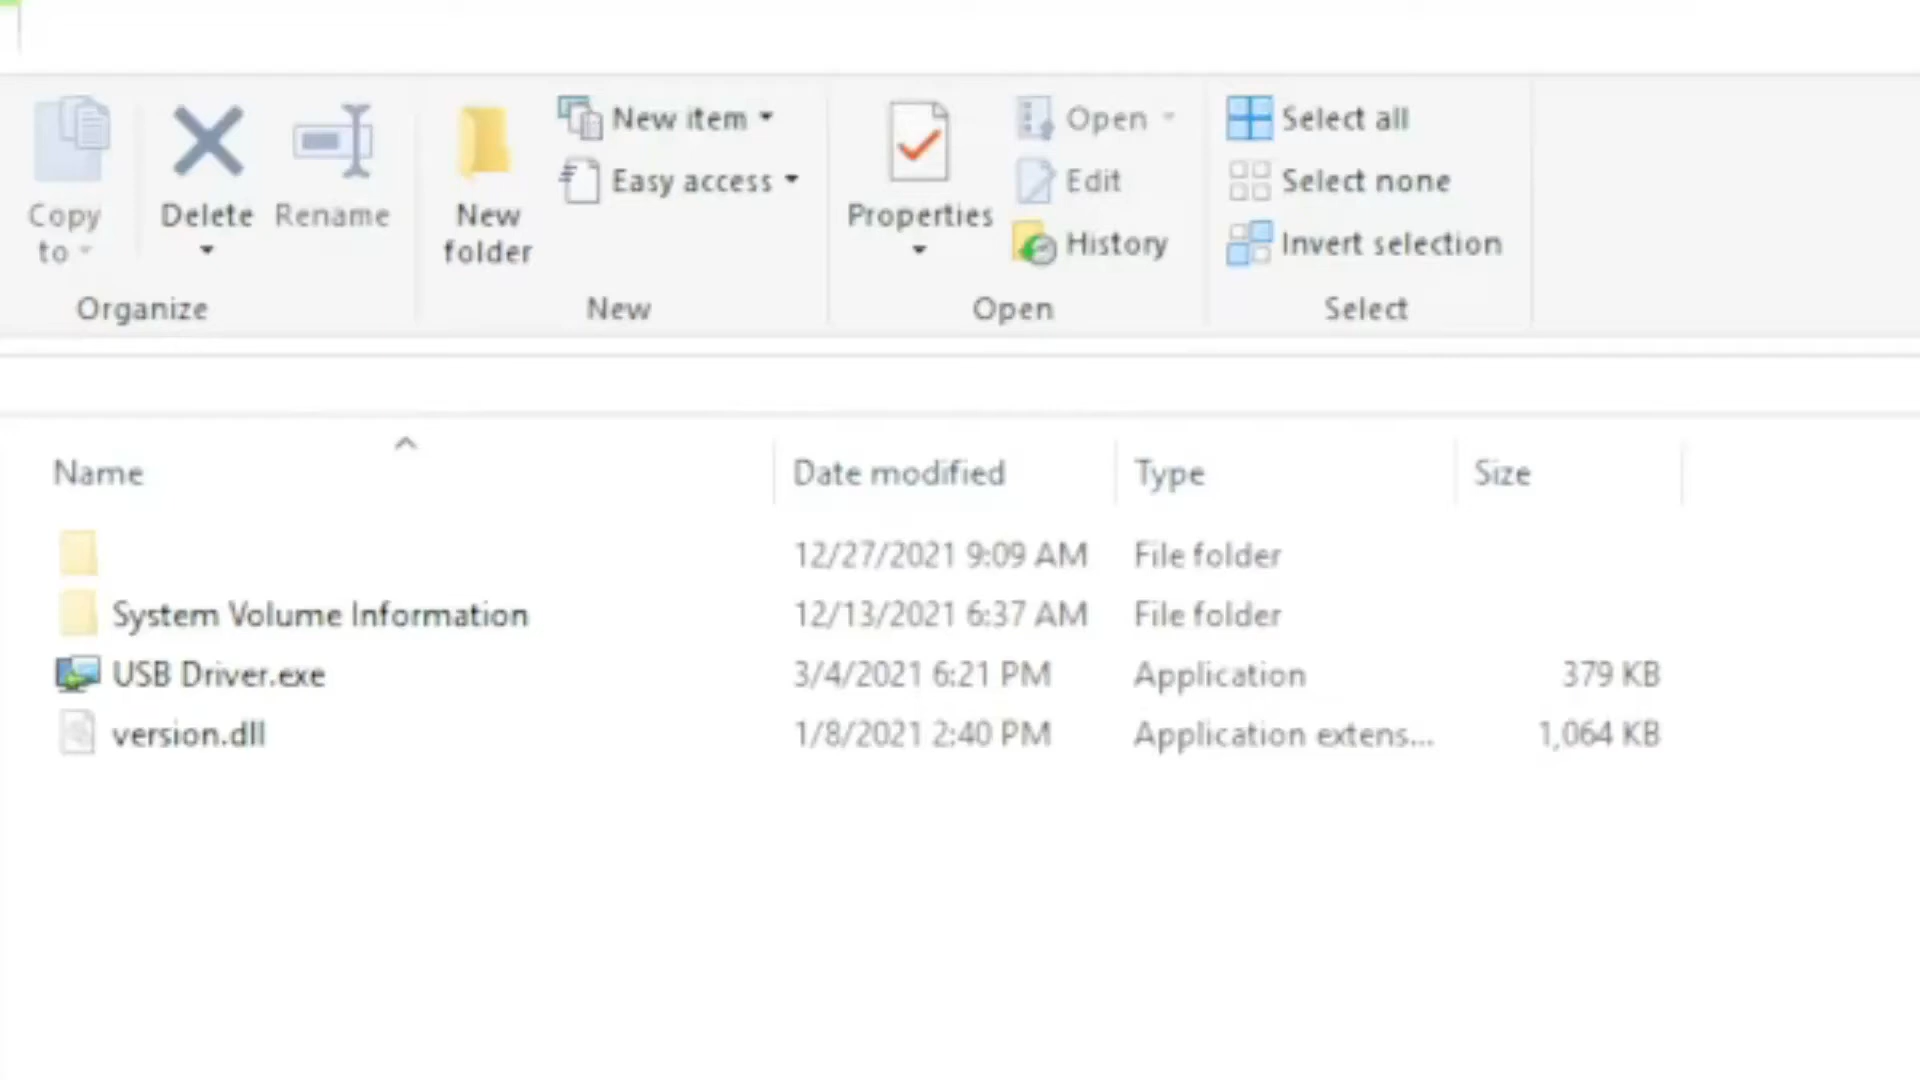 New item
Open
Select all
Easy access
Edit
Select none
Copy to
Delete
Rename
New folder
Properties
History
Invert selection
Organize
New
Open
Select
Name
Date modified
Type
Size
12/27/2021 9:09 AM File folder
System Volume Information 12/13/2021 6:37 AM File folder
USB Driver.exe 3/4/2021 6:21 PM Application 379 KB
version.dll 1/8/2021 2:40 PM Application extens... 1,064 KB